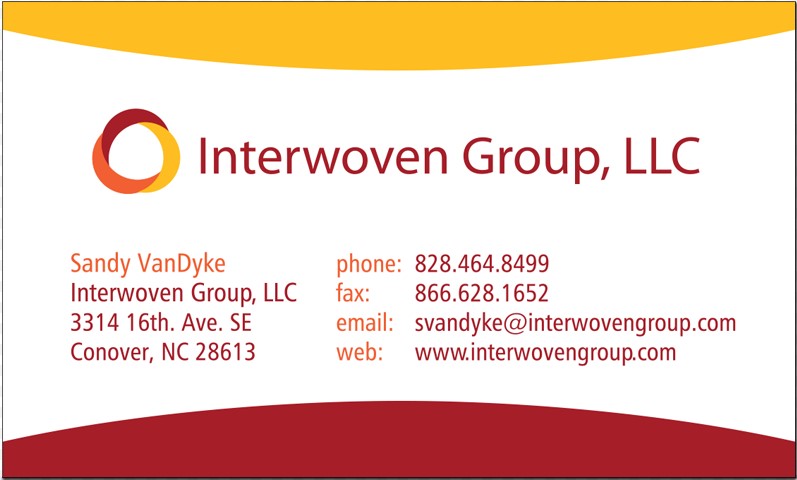 Interwoven Group, LLC
Sandy VanDyke
Interwoven Group, LLC
3314 16th. Ave. SE
Conover, NC 28613
phone: 828.464.8499
fax: 866.628.1652
email: svandyke@interwovengroup.com
web: www.interwovengroup.com